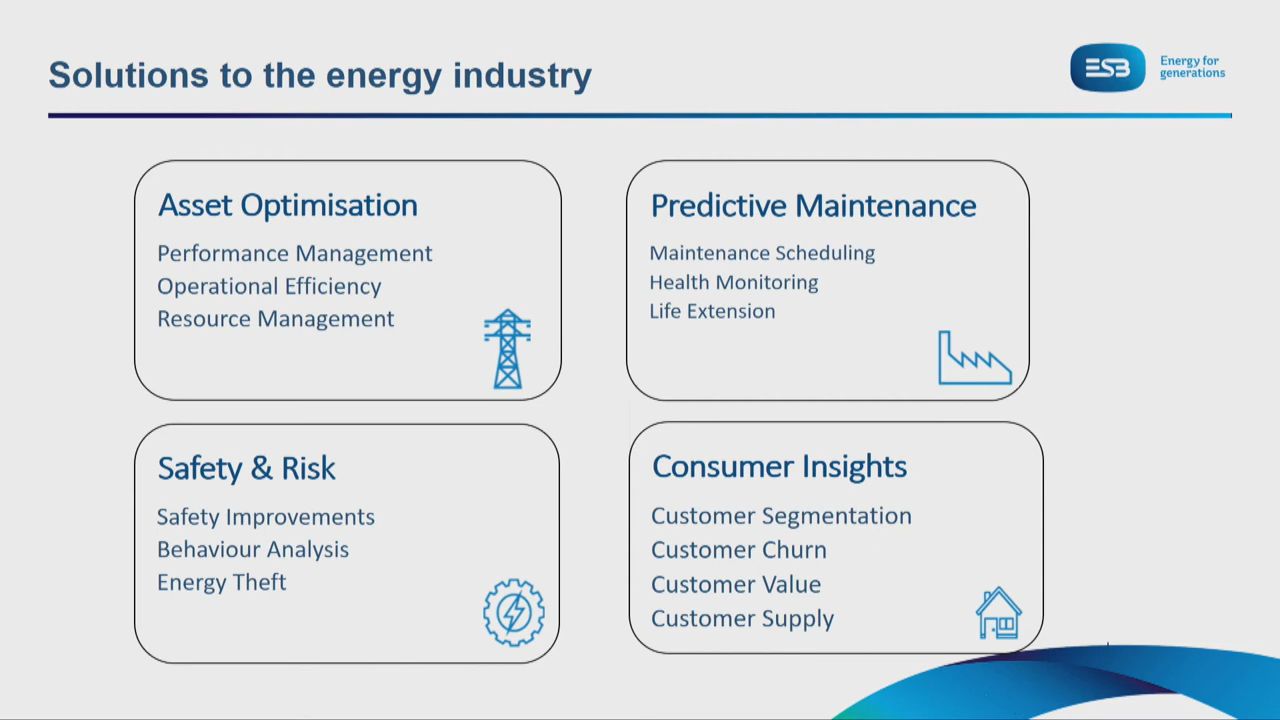 Solutions to the energy industry
ESB
Energy for
generations
Asset Optimisation
Performance Management
Operational Efficiency
Resource Management
Predictive Maintenance
Maintenance Scheduling
Health Monitoring
Life Extension
Safety & Risk
Safety Improvements
Behaviour Analysis
Energy Theft
Consumer Insights
Customer Segmentation
Customer Churn
Customer Value
Customer Supply